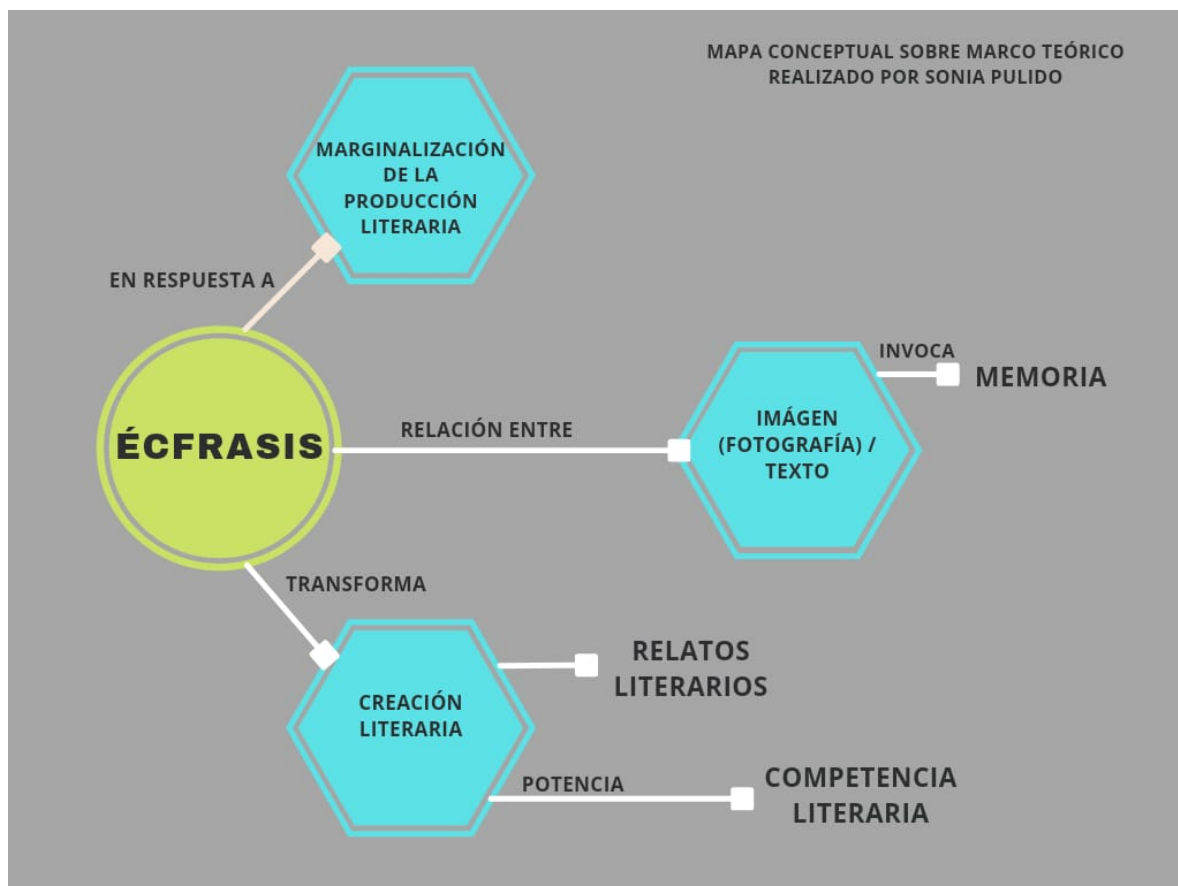 MAPA CONCEPTUAL SOBRE MARCO TEÓRICO
REALIZADO POR SONIA PULIDO
MARGINALIZACIÓN
DE LA
PRODUCCIÓN
LITERARIA
EN RESPUESTA A
ÉCFRASIS
RELACIÓN ENTRE
IMÁGEN
(FOTOGRAFÍA) /
TEXTO
INVOCA
MEMORIA
TRANSFORMA
CREACIÓN
LITERARIA
RELATOS
LITERARIOS
POTENCIA
COMPETENCIA
LITERARIA